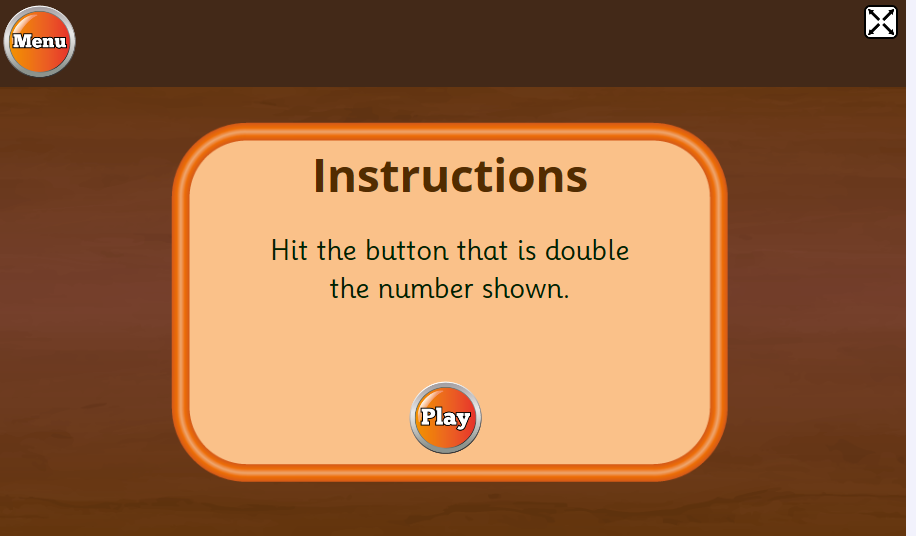 Menu
Instructions
Hit the button that is double
the number shown.
Play